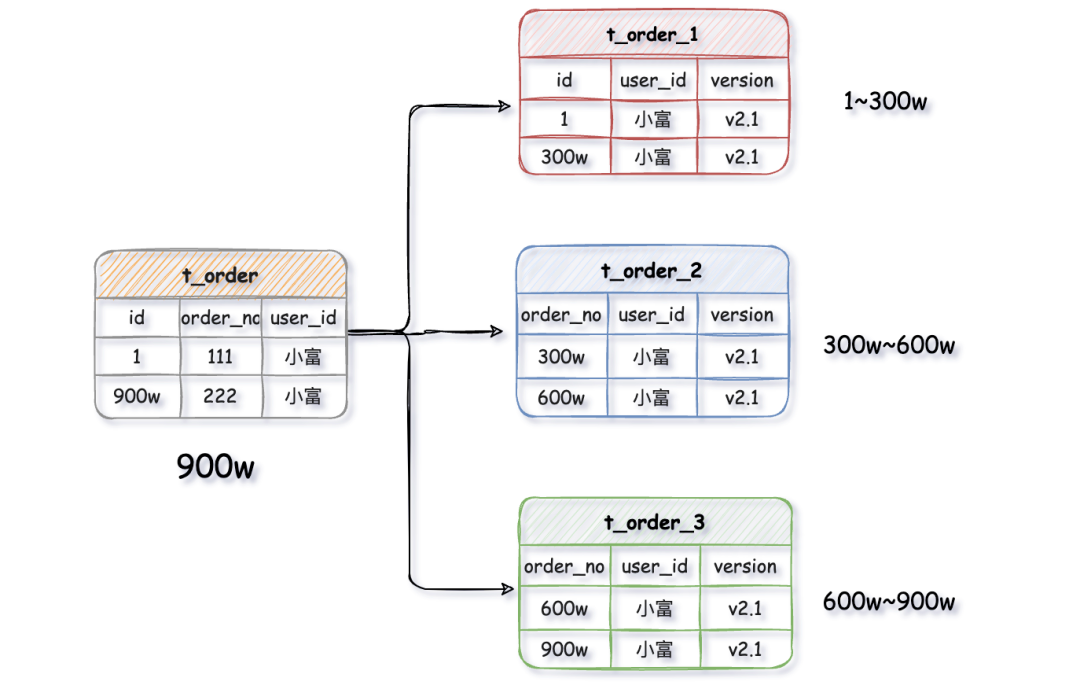 t_order_1
id user_id version
1 小富 v2.1
300w 小富 v2.1
1~300w
t_order
id order_no user_id
1 111 小富
900w 222 小富
900w
t_order_2
order_no user_id version
300w 小富 v2.1
600w 小富 v2.1
300w~600w
t_order_3
order_no user_id version
600w 小富 v2.1
900w 小富 v2.1
600w~900w